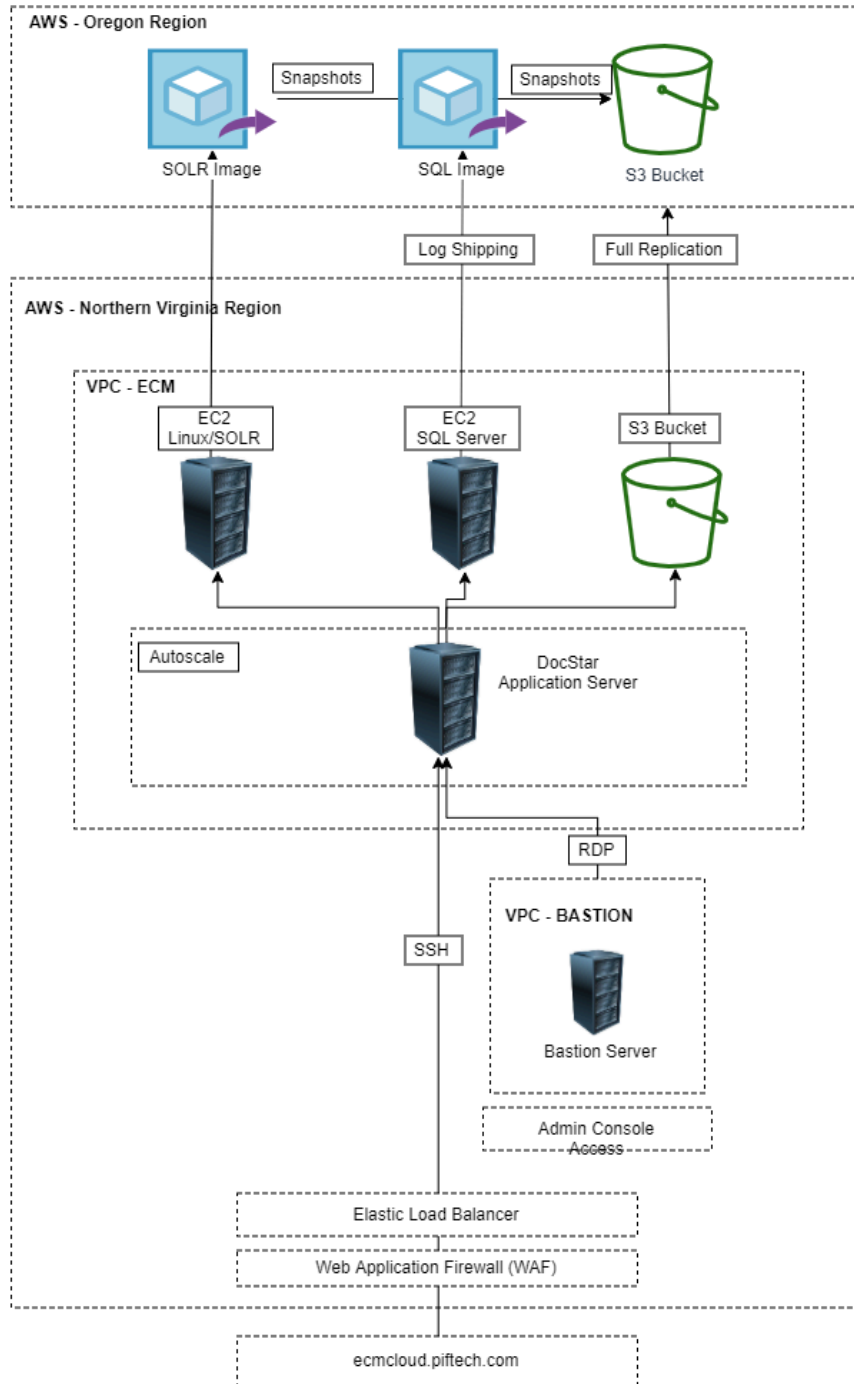 AWS - Oregon Region
Snapshots
Snapshots
SOLR Image
SQL Image
S3 Bucket
Log Shipping
Full Replication
AWS - Northern Virginia Region
VPC - ECM
EC2
Linux/SOLR
EC2
SQL Server
S3 Bucket
Autoscale
DocStar
Application Server
RDP
VPC - BASTION
SSH
Bastion Server
Admin Console
Access
Elastic Load Balancer
Web Application Firewall (WAF)
ecmcloud.piftech.com